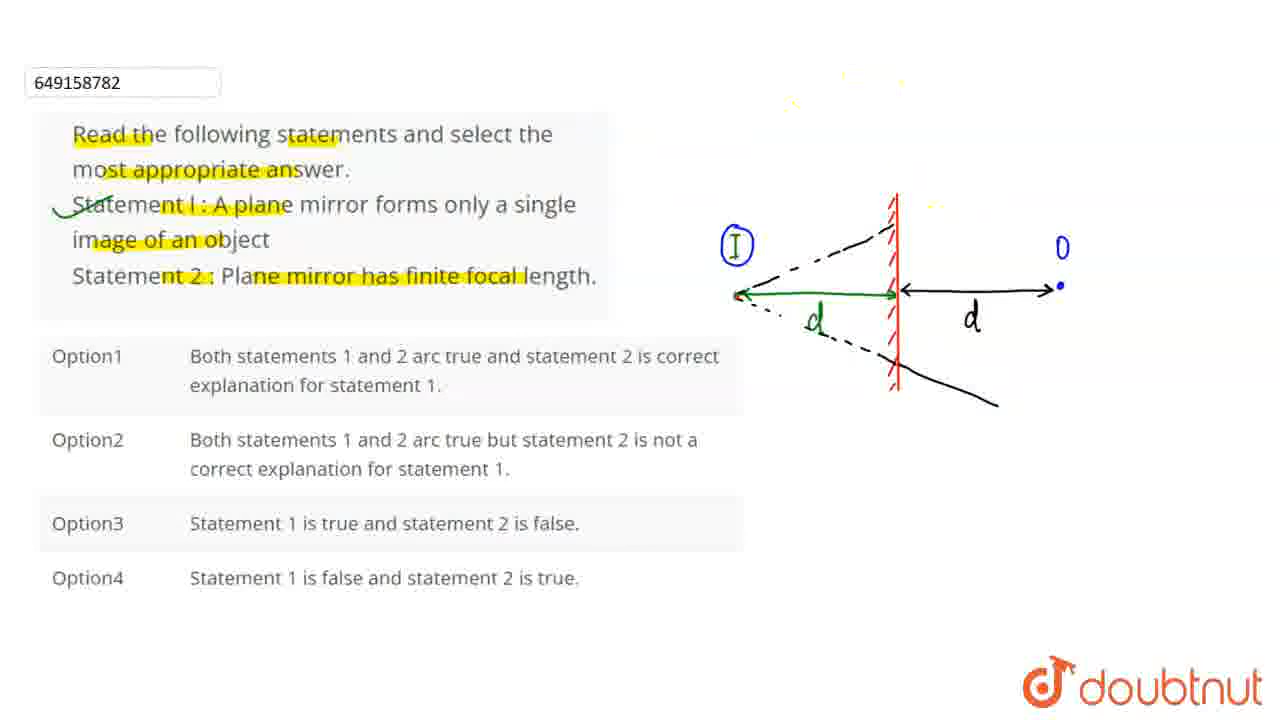 649158782
Read the following statements and select the
most appropriate answer.
Statement I : A plane mirror forms only a single
image of an object
Statement 2 : Plane mirror has finite focal length.
Option1 Both statements 1 and 2 arc true and statement 2 is correct
explanation for statement 1.
Option2 Both statements 1 and 2 arc true but statement 2 is not a
correct explanation for statement 1.
Option3 Statement 1 is true and statement 2 is false.
Option4 Statement 1 is false and statement 2 is true.
I
O
d
d
doubtnut